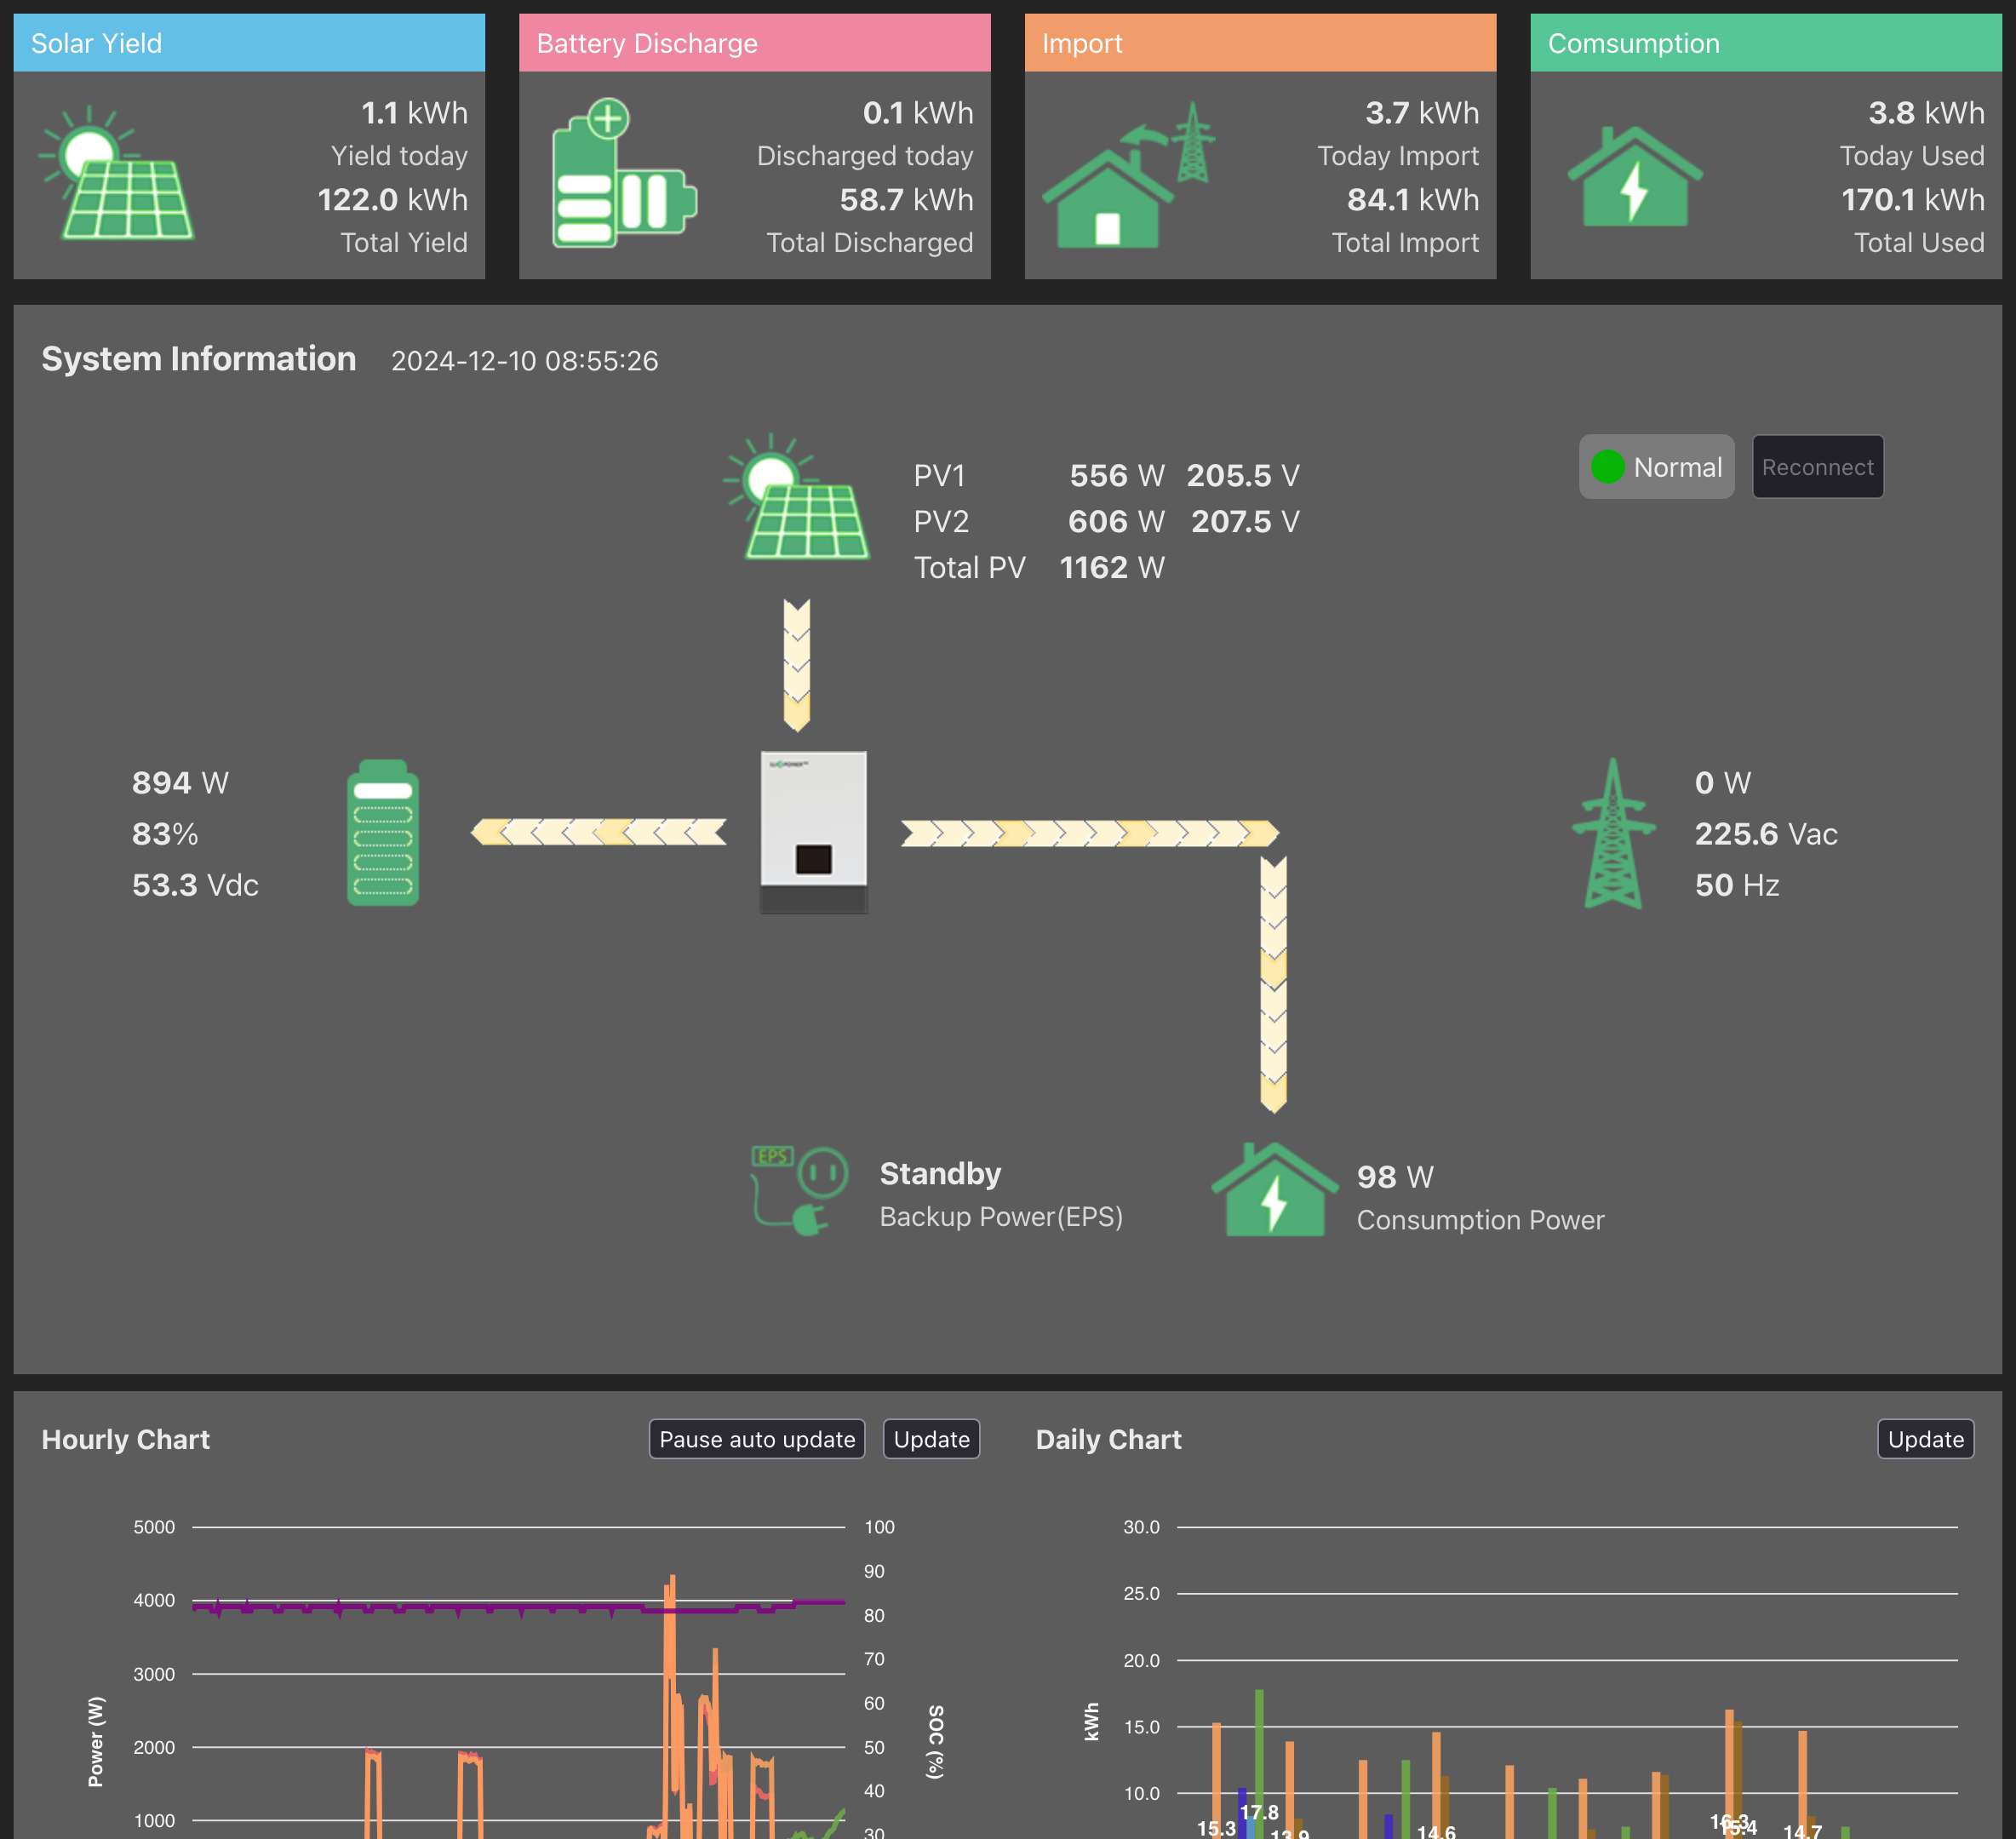 Solar Yield
1.1 kWh
Yield today
122.0 kWh
Total Yield
Battery Discharge
0.1 kWh
Discharged today
58.7 kWh
Total Discharged
Import
3.7 kWh
Today Import
84.1 kWh
Total Import
Comsumption
3.8 kWh
Today Used
170.1 kWh
Total Used
System Information 2024-12-10 08:55:26
Normal Reconnect
PV1 556 W 205.5 V
PV2 606 W 207.5 V
Total PV 1162 W
894 W
83%
53.3 Vdc
0 W
225.6 Vac
50 Hz
EPS
Standby
Backup Power(EPS)
98 W
Consumption Power
Hourly Chart Pause auto update Update
5000
4000
3000
2000
1000
Power (W)
100
90
80
70
60
50
40
30
SOC (%)
Daily Chart Update
30.0
25.0
20.0
15.0
10.0
kWh
15.3
17.8
13.9
14.6
16.3
15.4
14.7